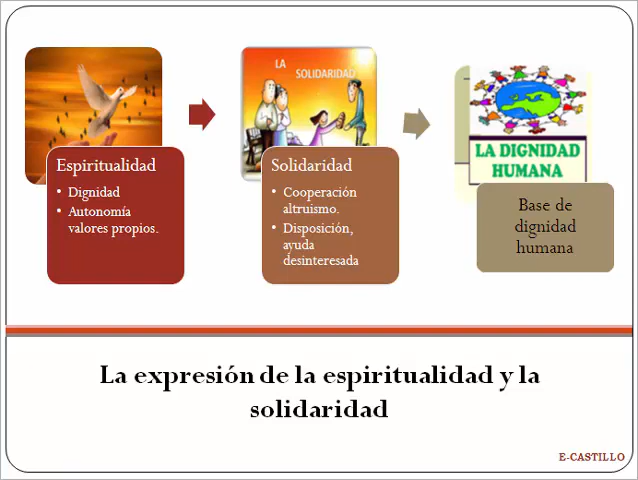 LA
SOLIDARIDAD
LA DIGNIDAD
HUMANA
Espiritualidad
• Dignidad
• Autonomía
valores propios.
Solidaridad
• Cooperación
altruismo.
• Disposición,
ayuda
desinteresada
Base de
dignidad
humana
La expresión de la espiritualidad y la
solidaridad
E-CASTILLO